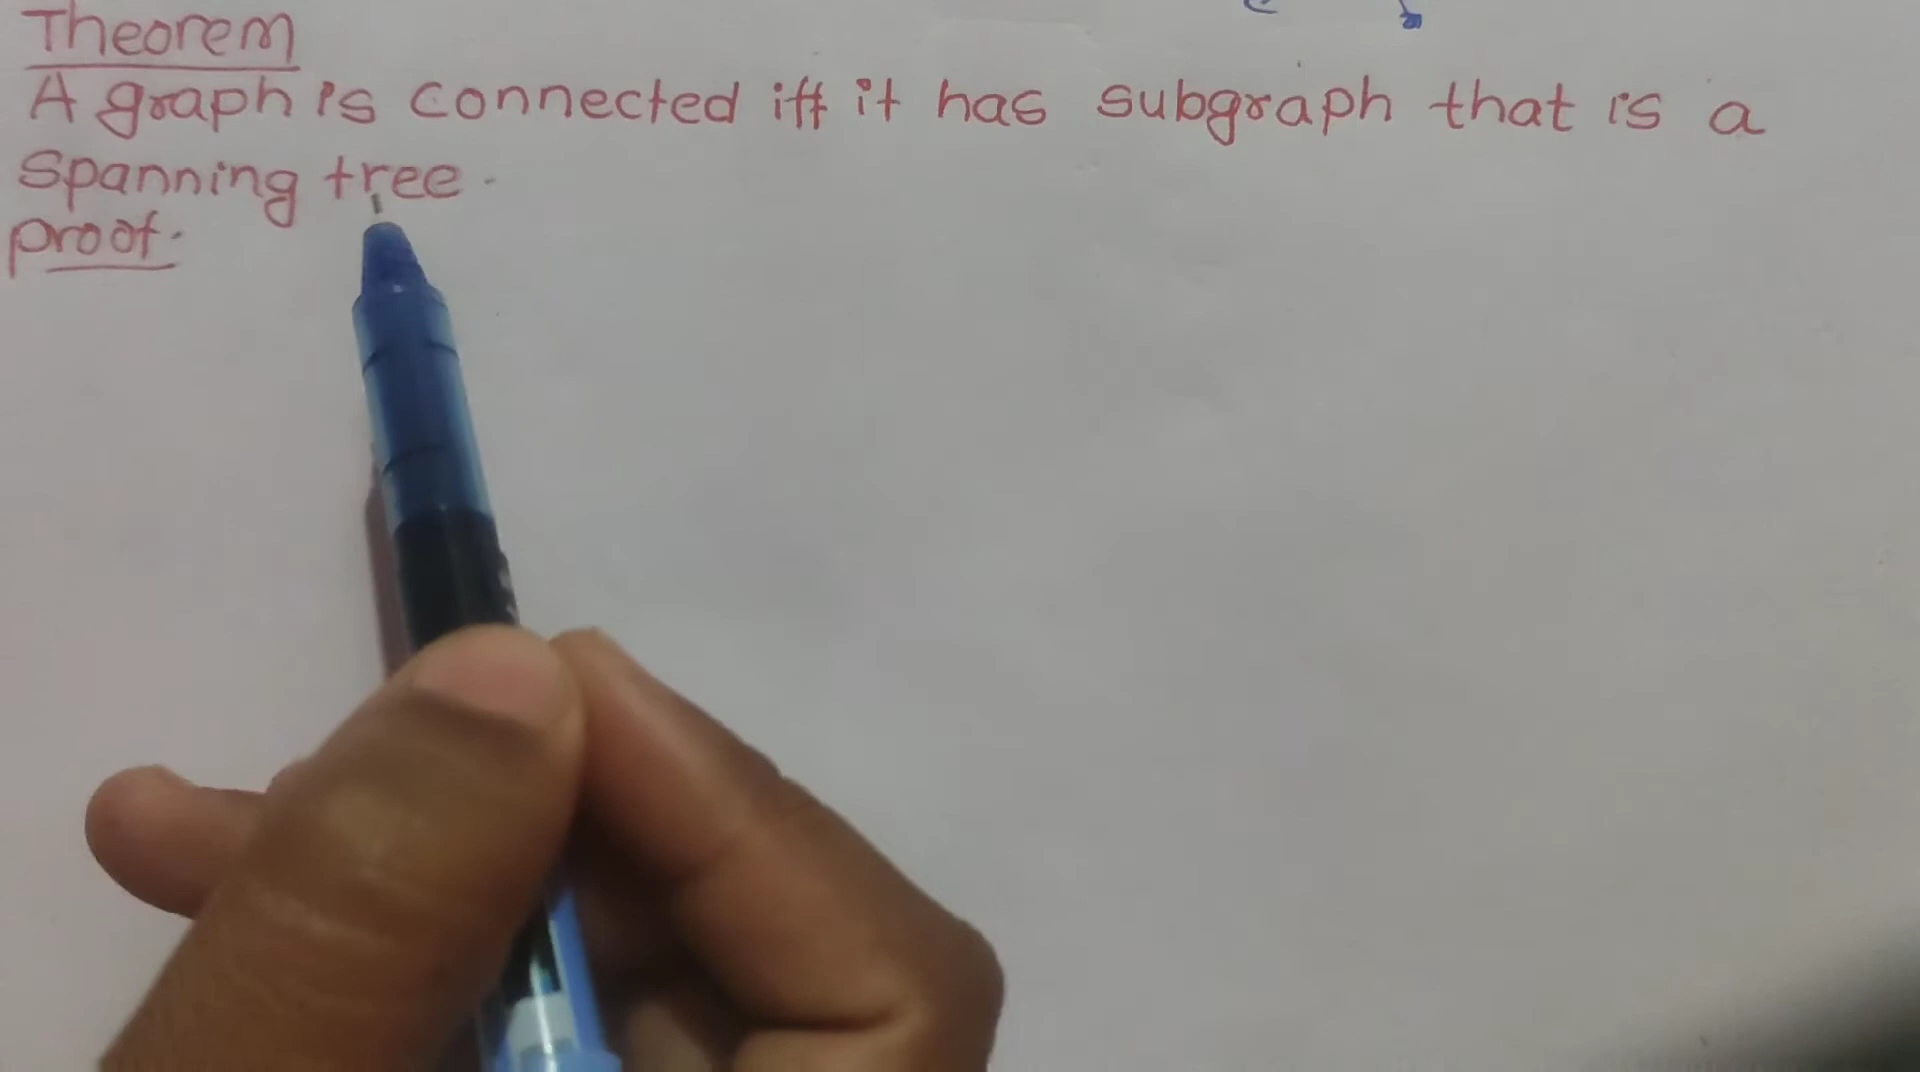 Theorem
A graph is connected iff it has subgraph that is a
spanning tree.
proof.